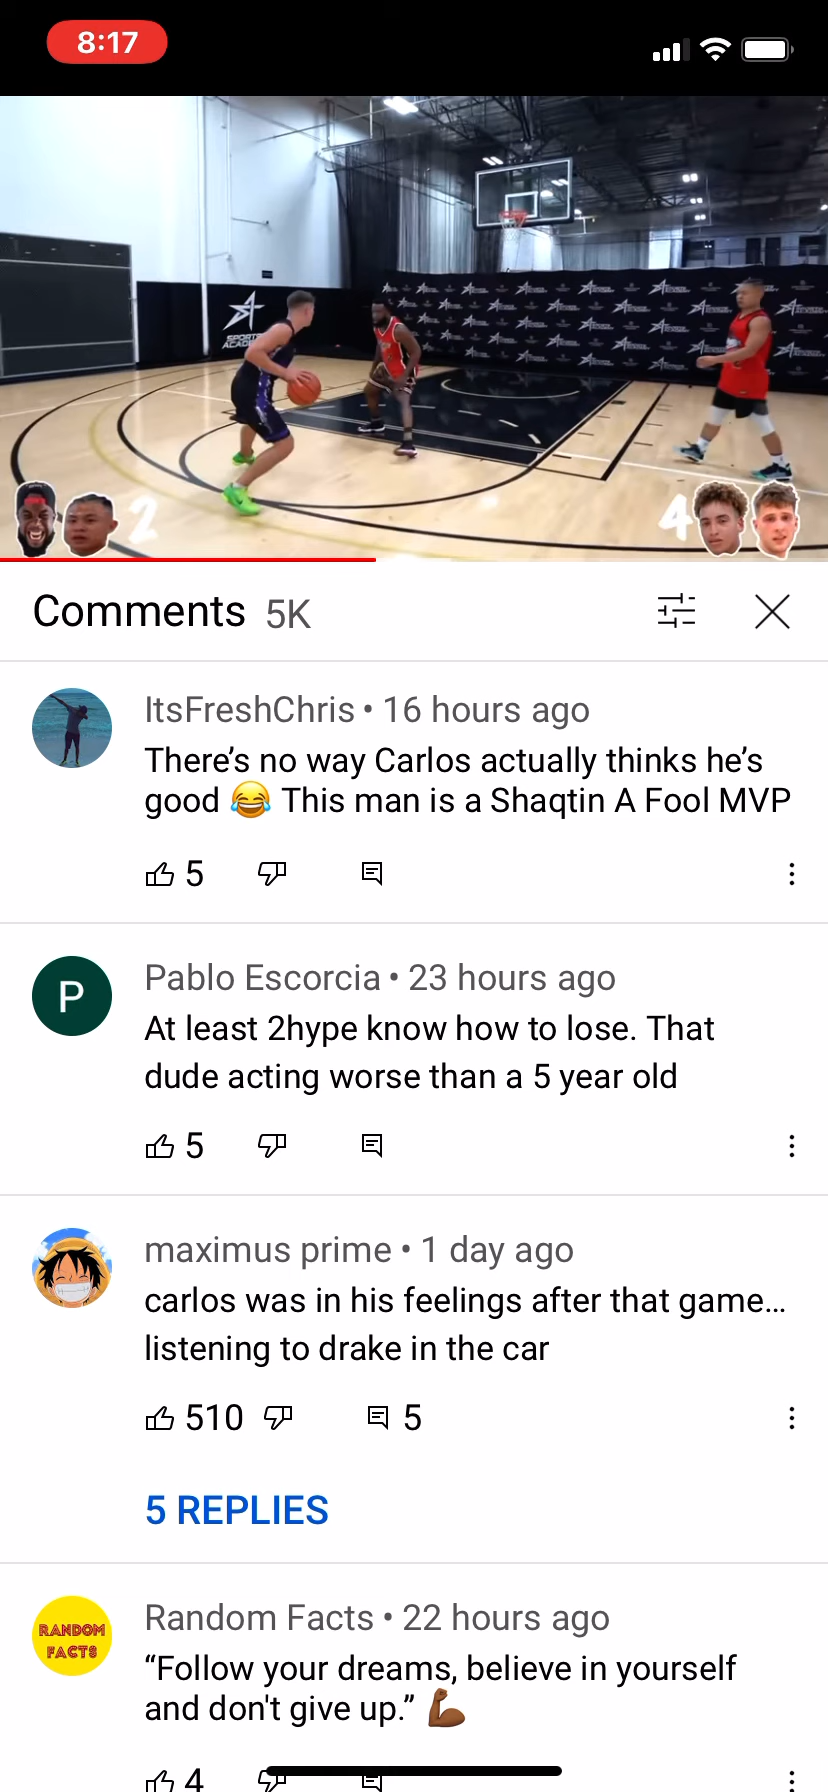 8:17
SPORTS
ACADEMY
2
4
Comments 5K
ItsFreshChris • 16 hours ago
There’s no way Carlos actually thinks he’s
good 😂 This man is a Shaqtin A Fool MVP
5
P
Pablo Escorcia • 23 hours ago
At least 2hype know how to lose. That
dude acting worse than a 5 year old
5
maximus prime • 1 day ago
carlos was in his feelings after that game...
listening to drake in the car
510 5
5 REPLIES
RANDOM
FACTS
Random Facts • 22 hours ago
“Follow your dreams, believe in yourself
and don't give up.” 💪🏾
4